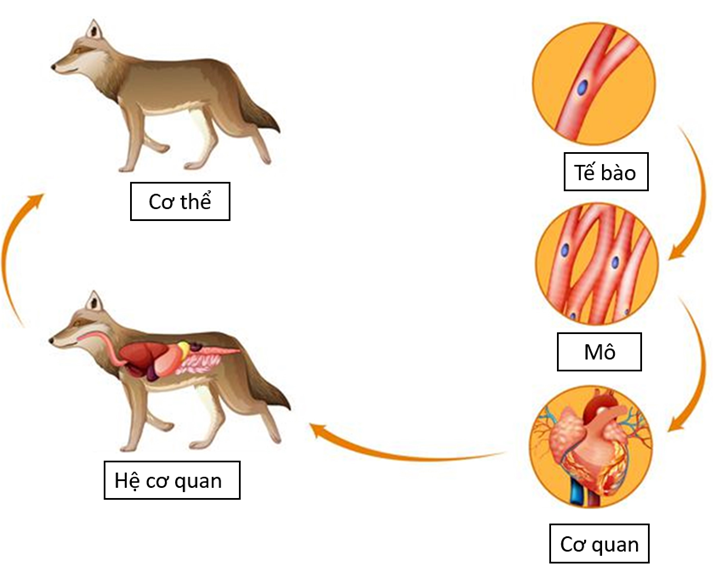 Cơ thể
Tế bào
Mô
Hệ cơ quan
Cơ quan